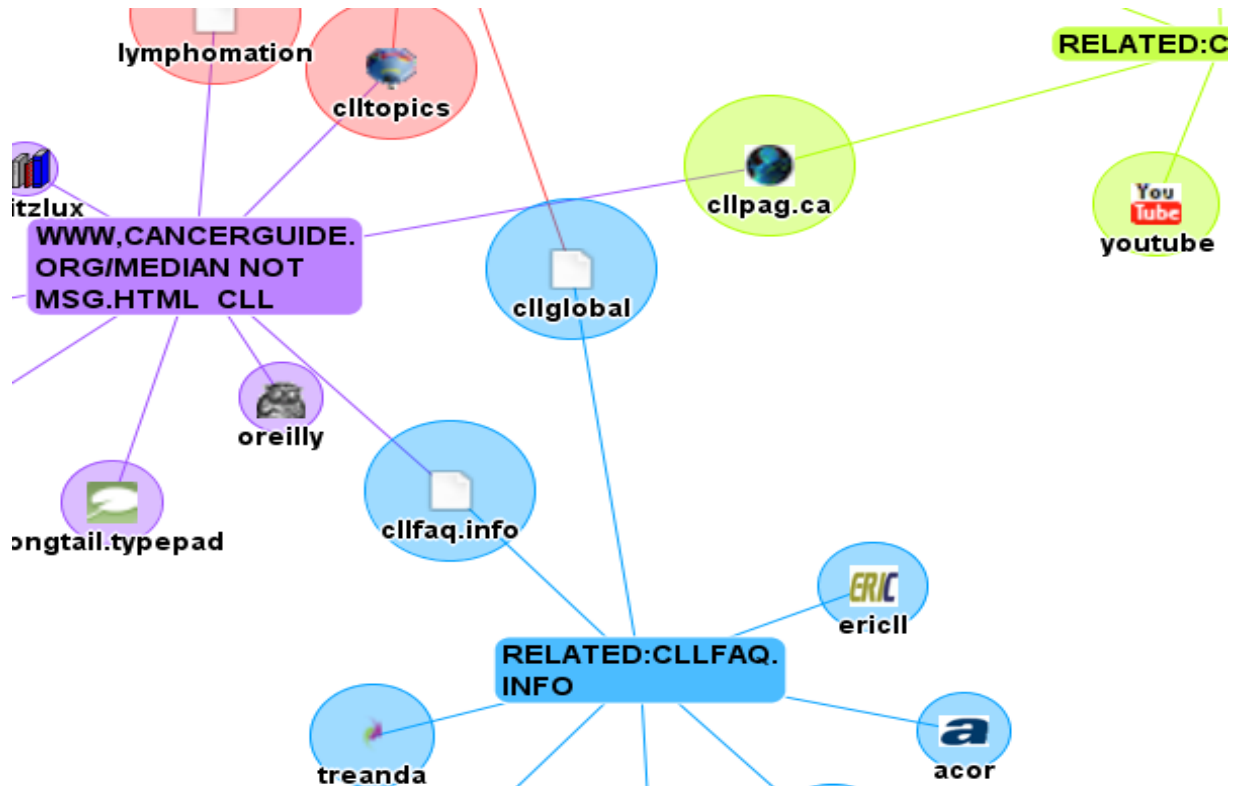 lymphomation
clltopics
RELATED:C
cllpag.ca
You
Tube
youtube
itzlux
WWW,CANCERGUIDE.
ORG/MEDIAN NOT
MSG.HTML CLL
cllglobal
oreilly
cllfaq.info
ongtail.typepad
ERIC
ericll
RELATED:CLLFAQ.
INFO
treanda
a
acor